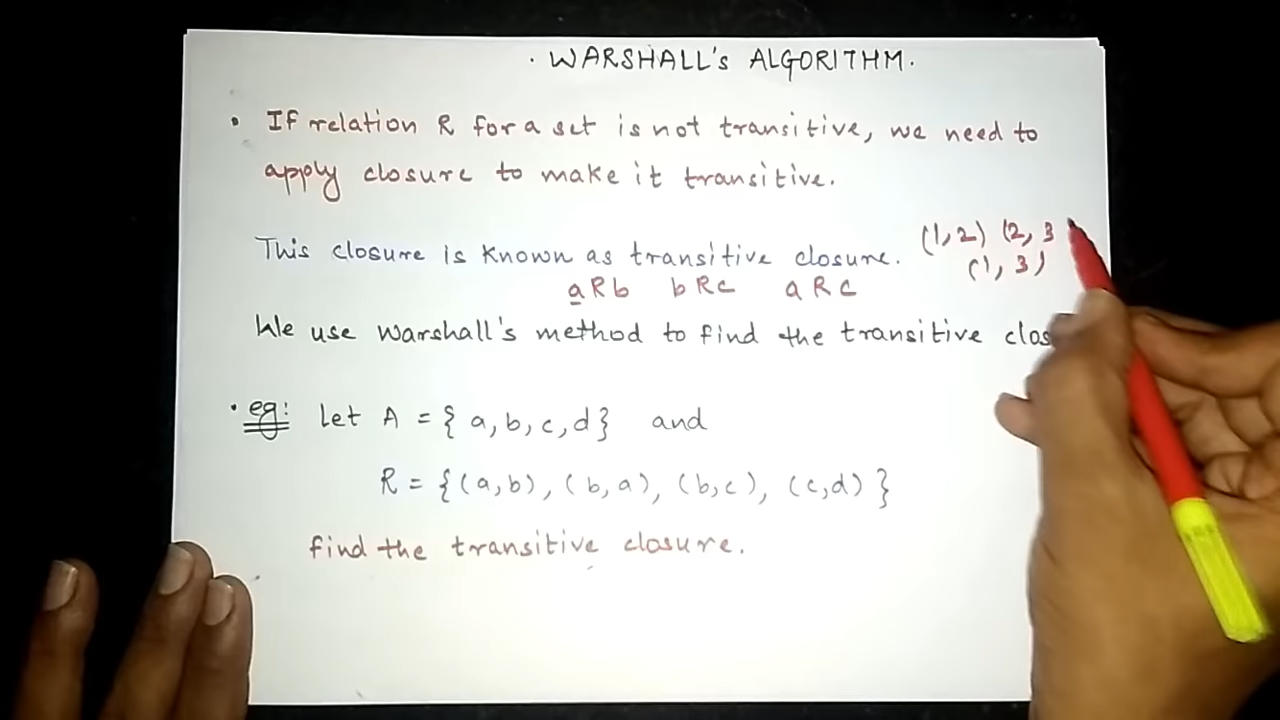 . WARSHALL's ALGORITHM.
• If relation R for a set is not transitive, we need to
apply closure to make it transitive.
This closure is known as transitive closure. (1,2) (2, 3
(1, 3)
aRb bRc aRc
We use Warshall's method to find the transitive clos
• eg: let A = { a, b, c, d} and
R = {(a,b), (b,a), (b,c), (c,d) }
find the transitive closure.